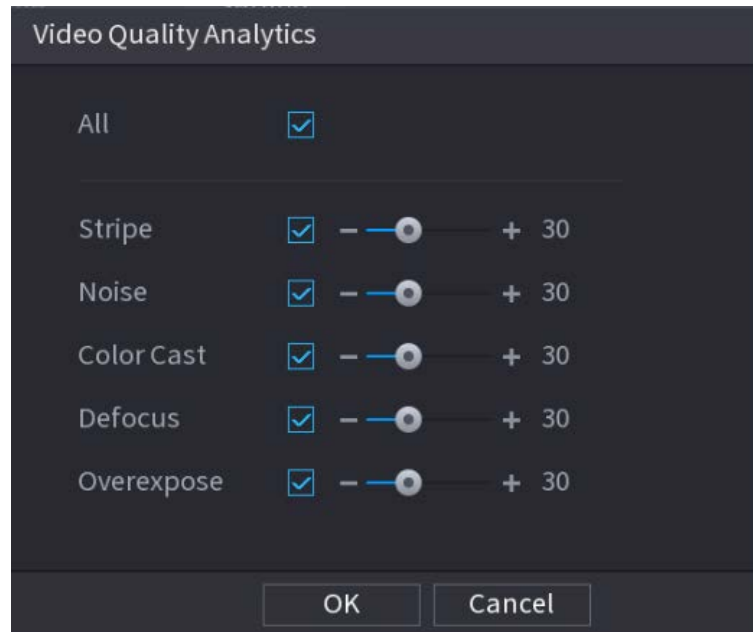 Video Quality Analytics
All
Stripe 30
Noise 30
Color Cast 30
Defocus 30
Overexpose 30
OK Cancel